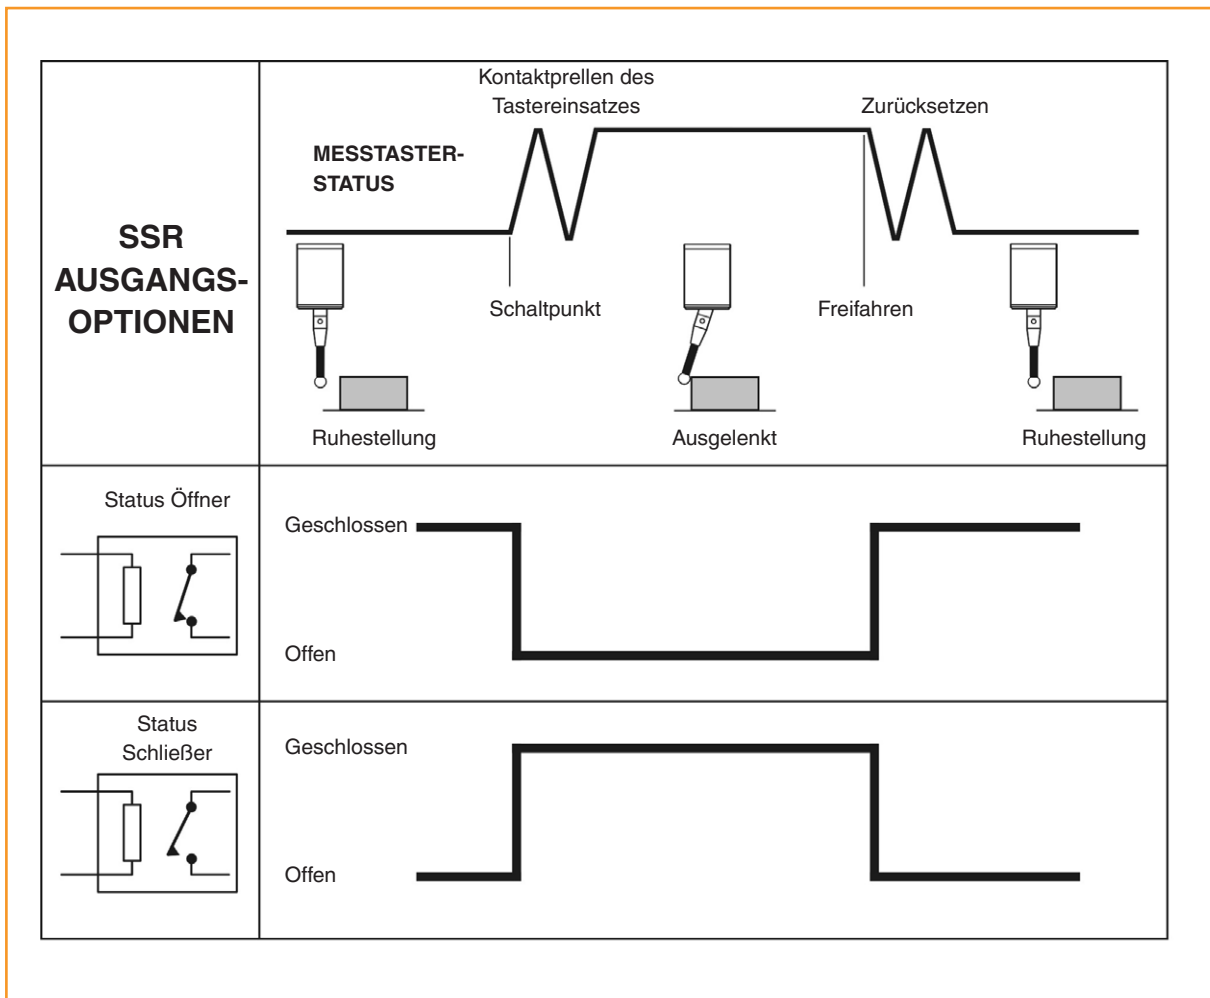 SSR
AUSGANGS-
OPTIONEN
Kontaktprellen des
Tastereinsatzes
Zurücksetzen
MESSTASTER-
STATUS
Schaltpunkt
Freifahren
Ruhestellung
Ausgelenkt
Ruhestellung
Status Öffner
Geschlossen
Offen
Status
Schließer
Geschlossen
Offen